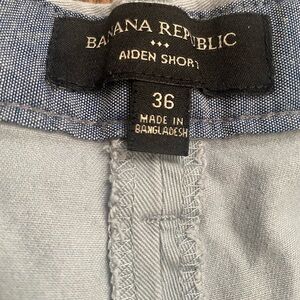 BANANA REPUBLIC
AIDEN SHORT
36
MADE IN
BANGLADESH